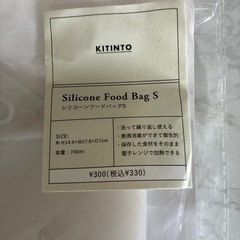 KITINTO
Silicone Food Bag S
シリコーンフードバッグS
SIZE:
約 H14.8×W17.8×D7cm
容量：700ml
・洗って繰り返し使える
・煮沸消毒ができて衛生的
・保存した食材をそのまま
電子レンジで加熱できる
¥300(税込¥330)